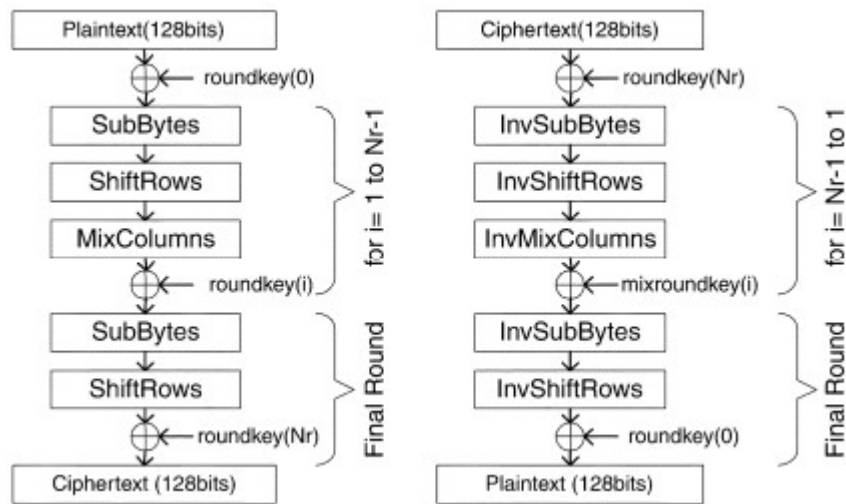 Plaintext(128bits)
roundkey(0)
SubBytes
ShiftRows
MixColumns
roundkey(i)
for i= 1 to Nr-1
SubBytes
ShiftRows
roundkey(Nr)
Final Round
Ciphertext (128bits)
Ciphertext(128bits)
roundkey(Nr)
InvSubBytes
InvShiftRows
InvMixColumns
mixroundkey(i)
for i= Nr-1 to 1
InvSubBytes
InvShiftRows
roundkey(0)
Final Round
Plaintext (128bits)